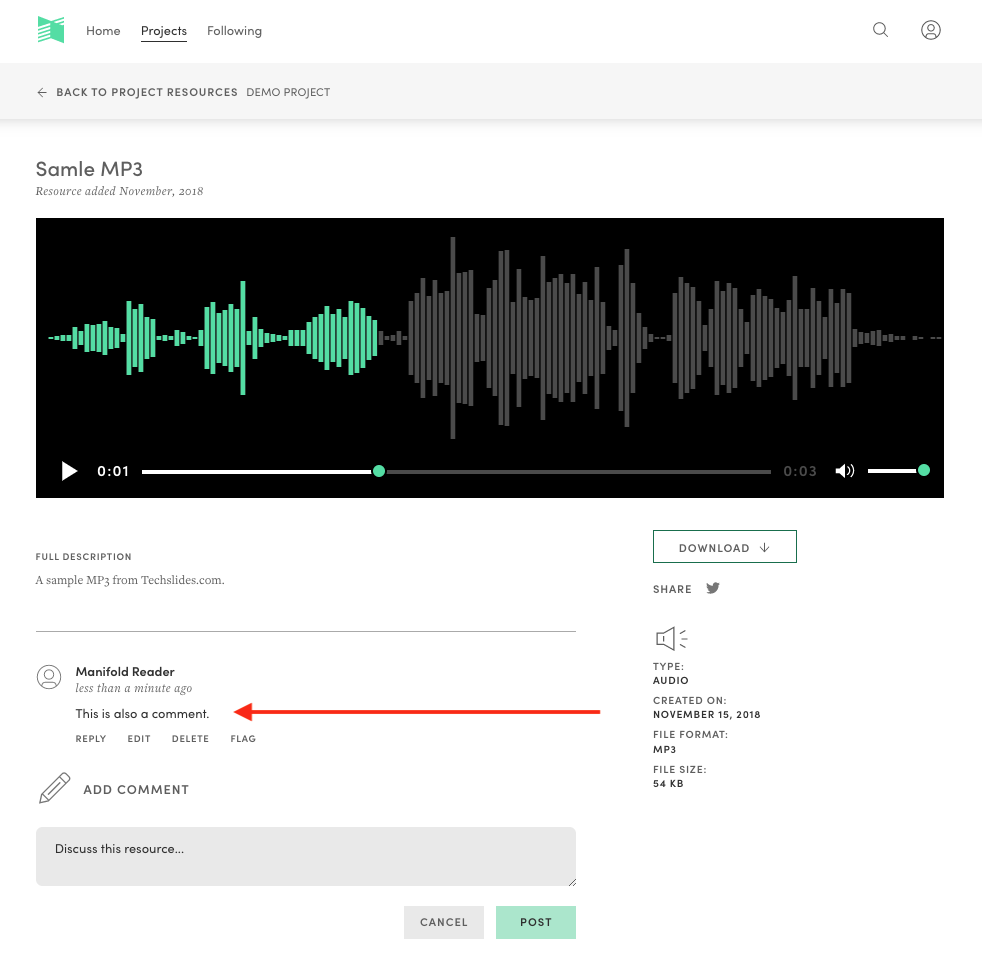 Home Projects Following
← BACK TO PROJECT RESOURCES DEMO PROJECT
Samle MP3
Resource added November, 2018
0:01 0:03
FULL DESCRIPTION
A sample MP3 from Techslides.com.
Manifold Reader
less than a minute ago
This is also a comment.
REPLY EDIT DELETE FLAG
ADD COMMENT
Discuss this resource...
CANCEL POST
DOWNLOAD ↓
SHARE
TYPE:
AUDIO
CREATED ON:
NOVEMBER 15, 2018
FILE FORMAT:
MP3
FILE SIZE:
54 KB